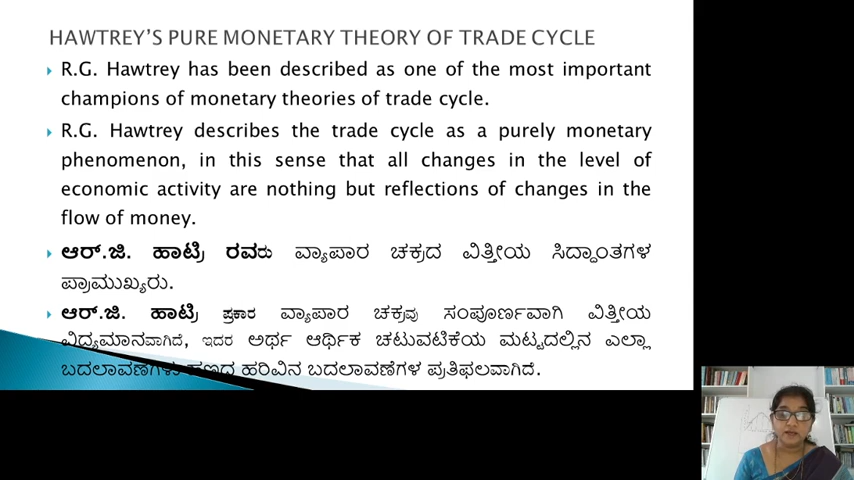 HAWTREY'S PURE MONETARY THEORY OF TRADE CYCLE
R.G. Hawtrey has been described as one of the most important
champions of monetary theories of trade cycle.
R.G. Hawtrey describes the trade cycle as a purely monetary
phenomenon, in this sense that all changes in the level of
economic activity are nothing but reflections of changes in the
flow of money.
ಆರ್.ಜಿ. ಹಾಟ್ರಿ ರವರು ವ್ಯಾಪಾರ ಚಕ್ರದ ವಿತ್ತೀಯ ಸಿದ್ಧಾಂತಗಳ
ಪ್ರಾಮುಖ್ಯರು.
ಆರ್.ಜಿ. ಹಾಟ್ರಿ ಪ್ರಕಾರ ವ್ಯಾಪಾರ ಚಕ್ರವು ಸಂಪೂರ್ಣವಾಗಿ ವಿತ್ತೀಯ
ವಿದ್ಯಮಾನವಾಗಿದೆ, ಇದರ ಅರ್ಥ ಆರ್ಥಿಕ ಚಟುವಟಿಕೆಯ ಮಟ್ಟದಲ್ಲಿನ ಎಲ್ಲಾ
ಬದಲಾವಣೆಗಳು ಹಣದ ಹರಿವಿನ ಬದಲಾವಣೆಗಳ ಪ್ರತಿಫಲವಾಗಿದೆ.